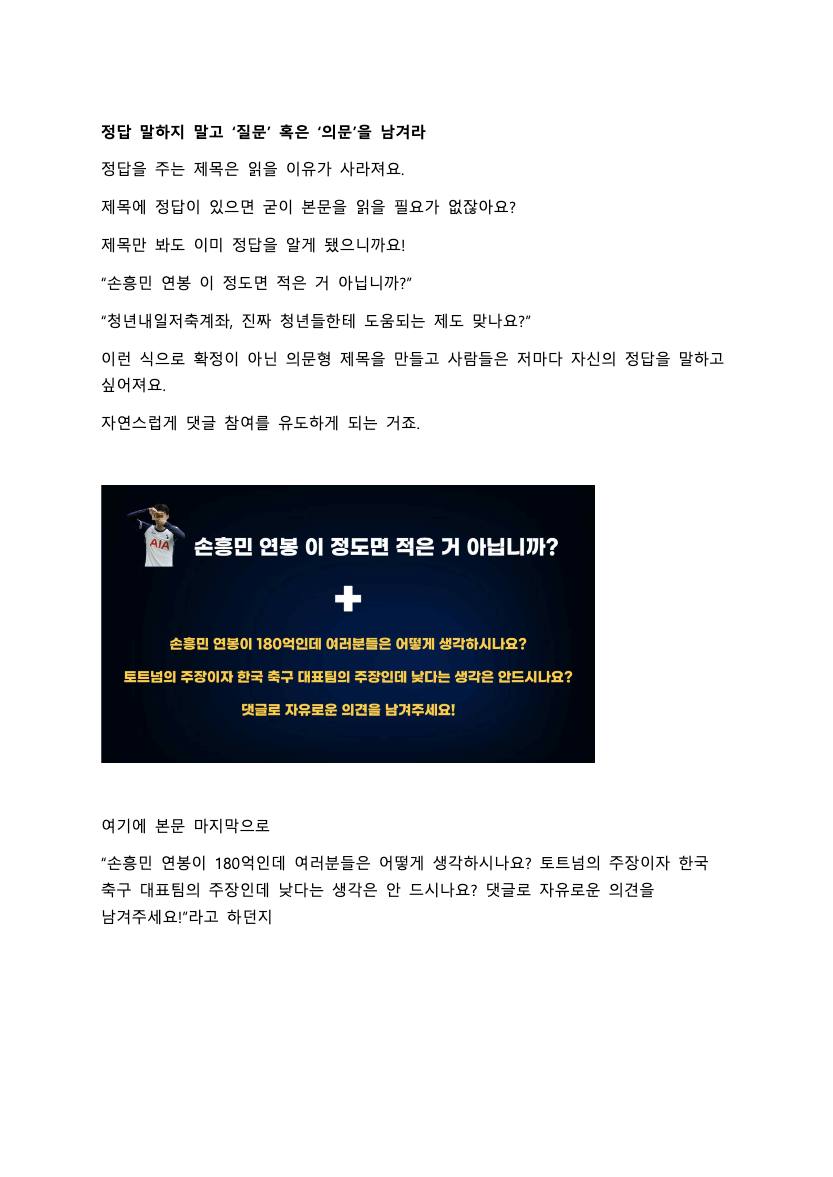 정답 말하지 말고 ‘질문’ 혹은 ‘의문’을 남겨라
정답을 주는 제목은 읽을 이유가 사라져요.
제목에 정답이 있으면 굳이 본문을 읽을 필요가 없잖아요?
제목만 봐도 이미 정답을 알게 됐으니까요!
“손흥민 연봉 이 정도면 적은 거 아닙니까?”
“청년내일저축계좌, 진짜 청년들한테 도움되는 제도 맞나요?”
이런 식으로 확정이 아닌 의문형 제목을 만들고 사람들은 저마다 자신의 정답을 말하고
싶어져요.
자연스럽게 댓글 참여를 유도하게 되는 거죠.
AIA
손흥민 연봉 이 정도면 적은 거 아닙니까?
손흥민 연봉이 180억인데 여러분들은 어떻게 생각하시나요?
토트넘의 주장이자 한국 축구 대표팀의 주장인데 낮다는 생각은 안드시나요?
댓글로 자유로운 의견을 남겨주세요!
여기에 본문 마지막으로
“손흥민 연봉이 180억인데 여러분들은 어떻게 생각하시나요? 토트넘의 주장이자 한국
축구 대표팀의 주장인데 낮다는 생각은 안 드시나요? 댓글로 자유로운 의견을
남겨주세요!”라고 하던지